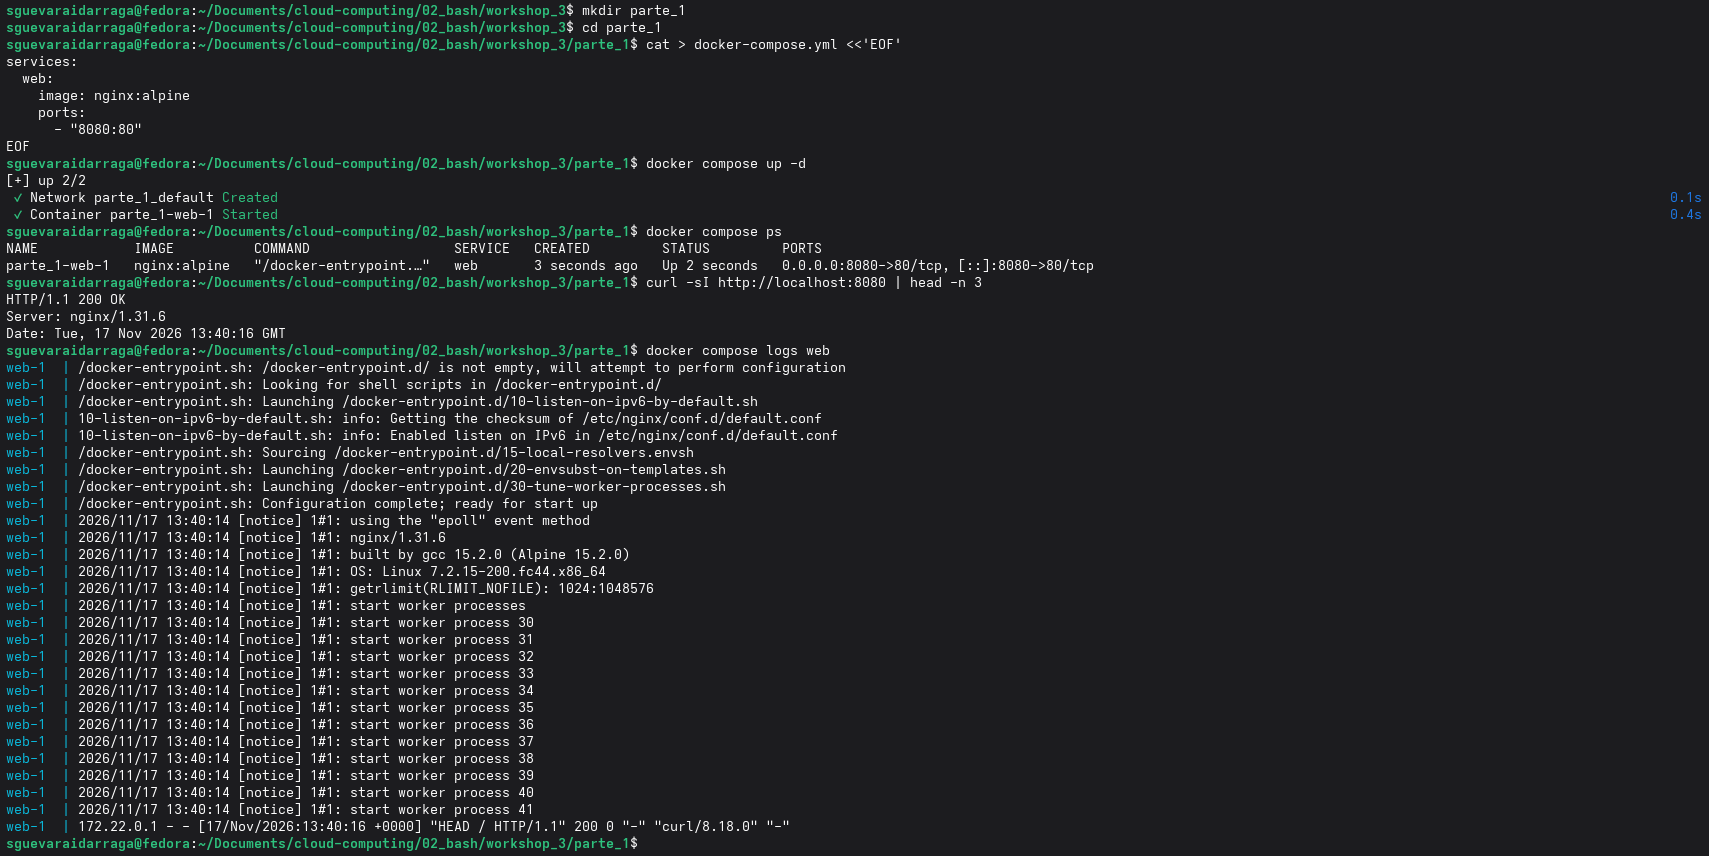 sguevaraidarraga@fedora:~/Documents/cloud-computing/02_bash/workshop_3$ mkdir parte_1
sguevaraidarraga@fedora:~/Documents/cloud-computing/02_bash/workshop_3$ cd parte_1
sguevaraidarraga@fedora:~/Documents/cloud-computing/02_bash/workshop_3/parte_1$ cat > docker-compose.yml <<'EOF'
services:
  web:
    image: nginx:alpine
    ports:
      - "8080:80"
EOF
sguevaraidarraga@fedora:~/Documents/cloud-computing/02_bash/workshop_3/parte_1$ docker compose up -d
[+] up 2/2
 ✓ Network parte_1_default Created 0.1s
 ✓ Container parte_1-web-1 Started 0.4s
sguevaraidarraga@fedora:~/Documents/cloud-computing/02_bash/workshop_3/parte_1$ docker compose ps
NAME            IMAGE          COMMAND                  SERVICE   CREATED         STATUS         PORTS
parte_1-web-1   nginx:alpine   "/docker-entrypoint.…"   web       3 seconds ago   Up 2 seconds   0.0.0.0:8080->80/tcp, [::]:8080->80/tcp
sguevaraidarraga@fedora:~/Documents/cloud-computing/02_bash/workshop_3/parte_1$ curl -sI http://localhost:8080 | head -n 3
HTTP/1.1 200 OK
Server: nginx/1.31.6
Date: Tue, 17 Nov 2026 13:40:16 GMT
sguevaraidarraga@fedora:~/Documents/cloud-computing/02_bash/workshop_3/parte_1$ docker compose logs web
web-1  | /docker-entrypoint.sh: /docker-entrypoint.d/ is not empty, will attempt to perform configuration
web-1  | /docker-entrypoint.sh: Looking for shell scripts in /docker-entrypoint.d/
web-1  | /docker-entrypoint.sh: Launching /docker-entrypoint.d/10-listen-on-ipv6-by-default.sh
web-1  | 10-listen-on-ipv6-by-default.sh: info: Getting the checksum of /etc/nginx/conf.d/default.conf
web-1  | 10-listen-on-ipv6-by-default.sh: info: Enabled listen on IPv6 in /etc/nginx/conf.d/default.conf
web-1  | /docker-entrypoint.sh: Sourcing /docker-entrypoint.d/15-local-resolvers.envsh
web-1  | /docker-entrypoint.sh: Launching /docker-entrypoint.d/20-envsubst-on-templates.sh
web-1  | /docker-entrypoint.sh: Launching /docker-entrypoint.d/30-tune-worker-processes.sh
web-1  | /docker-entrypoint.sh: Configuration complete; ready for start up
web-1  | 2026/11/17 13:40:14 [notice] 1#1: using the "epoll" event method
web-1  | 2026/11/17 13:40:14 [notice] 1#1: nginx/1.31.6
web-1  | 2026/11/17 13:40:14 [notice] 1#1: built by gcc 15.2.0 (Alpine 15.2.0)
web-1  | 2026/11/17 13:40:14 [notice] 1#1: OS: Linux 7.2.15-200.fc44.x86_64
web-1  | 2026/11/17 13:40:14 [notice] 1#1: getrlimit(RLIMIT_NOFILE): 1024:1048576
web-1  | 2026/11/17 13:40:14 [notice] 1#1: start worker processes
web-1  | 2026/11/17 13:40:14 [notice] 1#1: start worker process 30
web-1  | 2026/11/17 13:40:14 [notice] 1#1: start worker process 31
web-1  | 2026/11/17 13:40:14 [notice] 1#1: start worker process 32
web-1  | 2026/11/17 13:40:14 [notice] 1#1: start worker process 33
web-1  | 2026/11/17 13:40:14 [notice] 1#1: start worker process 34
web-1  | 2026/11/17 13:40:14 [notice] 1#1: start worker process 35
web-1  | 2026/11/17 13:40:14 [notice] 1#1: start worker process 36
web-1  | 2026/11/17 13:40:14 [notice] 1#1: start worker process 37
web-1  | 2026/11/17 13:40:14 [notice] 1#1: start worker process 38
web-1  | 2026/11/17 13:40:14 [notice] 1#1: start worker process 39
web-1  | 2026/11/17 13:40:14 [notice] 1#1: start worker process 40
web-1  | 2026/11/17 13:40:14 [notice] 1#1: start worker process 41
web-1  | 172.22.0.1 - - [17/Nov/2026:13:40:16 +0000] "HEAD / HTTP/1.1" 200 0 "-" "curl/8.18.0" "-"
sguevaraidarraga@fedora:~/Documents/cloud-computing/02_bash/workshop_3/parte_1$